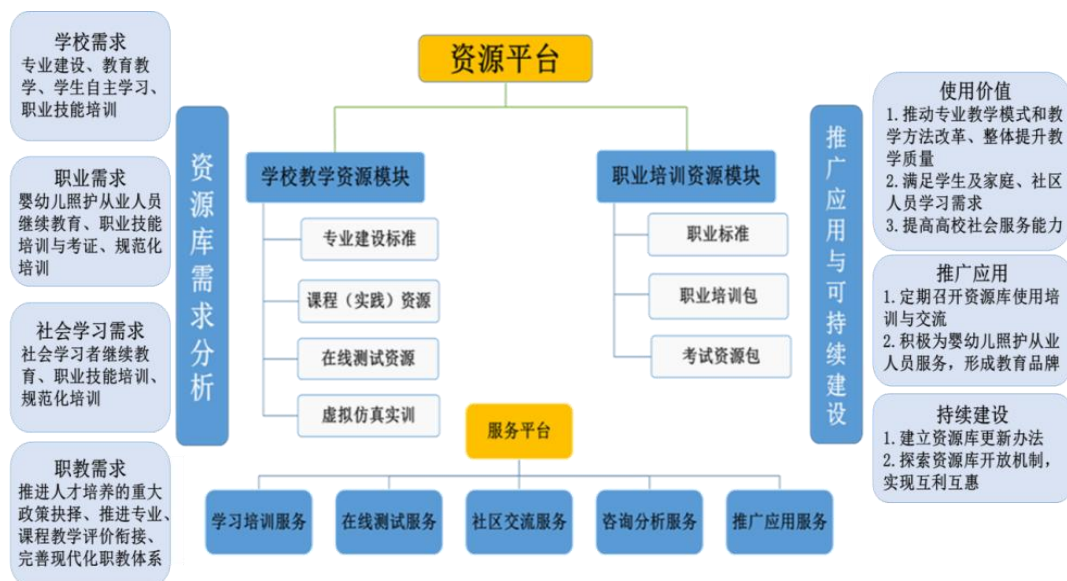 学校需求
专业建设、教育教
学、学生自主学习、
职业技能培训
职业需求
婴幼儿照护从业人员
继续教育、职业技能
培训与考证、规范化
培训
社会学习需求
社会学习者继续教
育、职业技能培训、
规范化培训
职教需求
推进人才培养的重大
政策抉择、推进专业、
课程教学评价衔接、
完善现代化职教体系
资源库需求分析
资源平台
学校教学资源模块
专业建设标准
课程（实践）资源
在线测试资源
虚拟仿真实训
职业培训资源模块
职业标准
职业培训包
考试资源包
服务平台
学习培训服务
在线测试服务
社区交流服务
咨询分析服务
推广应用服务
推广应用与可持续建设
使用价值
1. 推动专业教学模式和教
学方法改革、整体提升教
学质量
2. 满足学生及家庭、社区
人员学习需求
3. 提高高校社会服务能力
推广应用
1. 定期召开资源库使用培
训与交流
2. 积极为婴幼儿照护从业
人员服务，形成教育品牌
持续建设
1. 建立资源库更新办法
2. 探索资源库开放机制，
实现互利互惠